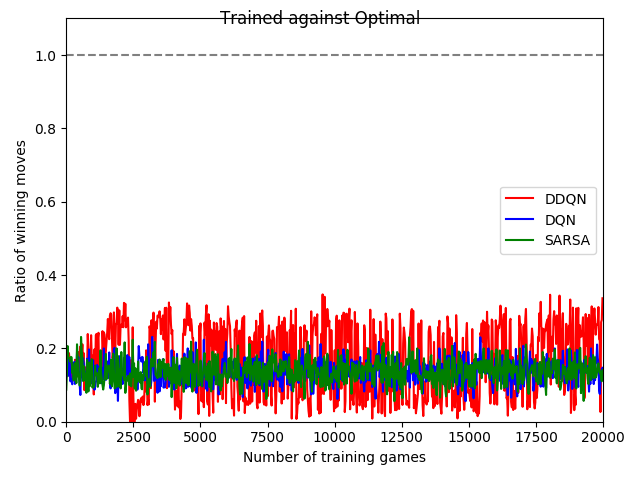 Trained against Optimal
Ratio of winning moves
1.0
0.8
0.6
0.4
0.2
0.0
DDQN
DQN
SARSA
0 2500 5000 7500 10000 12500 15000 17500 20000
Number of training games